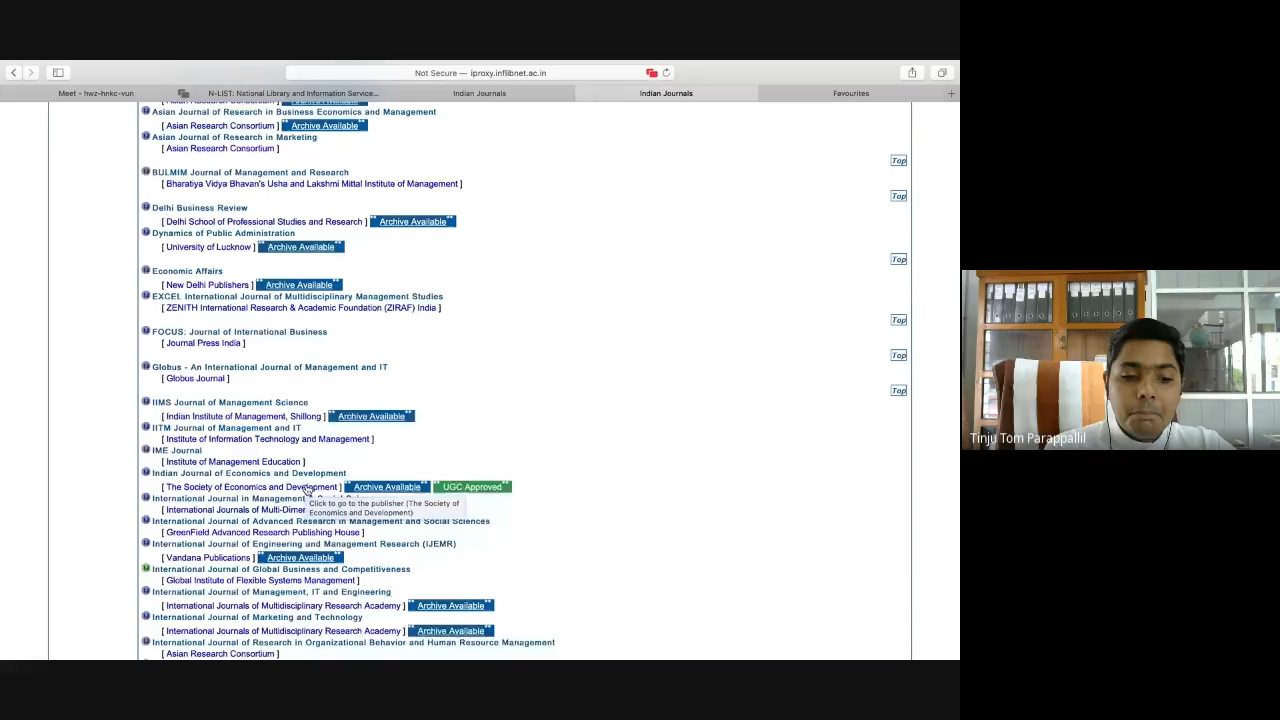 Not Secure — iproxy.inflibnet.ac.in
Meet - hwz-hnkc-vun
N-LIST: National Library and Information Service...
Indian Journals
Indian Journals
Favourites
[ Asian Research Consortium ] Archive Available
Asian Journal of Research in Business Economics and Management
[ Asian Research Consortium ] Archive Available
Asian Journal of Research in Marketing
[ Asian Research Consortium ]
Top
BULMIM Journal of Management and Research
[ Bharatiya Vidya Bhavan's Usha and Lakshmi Mittal Institute of Management ]
Top
Delhi Business Review
[ Delhi School of Professional Studies and Research ] Archive Available
Dynamics of Public Administration
[ University of Lucknow ] Archive Available
Top
Economic Affairs
[ New Delhi Publishers ] Archive Available
EXCEL International Journal of Multidisciplinary Management Studies
[ ZENITH International Research & Academic Foundation (ZIRAF) India ]
Top
FOCUS: Journal of International Business
[ Journal Press India ]
Top
Globus - An International Journal of Management and IT
[ Globus Journal ]
Top
IIMS Journal of Management Science
[ Indian Institute of Management, Shillong ] Archive Available
IITM Journal of Management and IT
[ Institute of Information Technology and Management ]
IME Journal
[ Institute of Management Education ]
Indian Journal of Economics and Development
[ The Society of Economics and Development ] Archive Available UGC Approved
International Journal in Management
[ International Journals of Multi-Dimen
Click to go to the publisher [The Society of
Economics and Development]
International Journal of Advanced Research in Management and Social Sciences
[ GreenField Advanced Research Publishing House ]
International Journal of Engineering and Management Research (IJEMR)
[ Vandana Publications ] Archive Available
International Journal of Global Business and Competitiveness
[ Global Institute of Flexible Systems Management ]
International Journal of Management, IT and Engineering
[ International Journals of Multidisciplinary Research Academy ] Archive Available
International Journal of Marketing and Technology
[ International Journals of Multidisciplinary Research Academy ] Archive Available
International Journal of Research in Organizational Behavior and Human Resource Management
[ Asian Research Consortium ]
Tinju Tom Parappallil